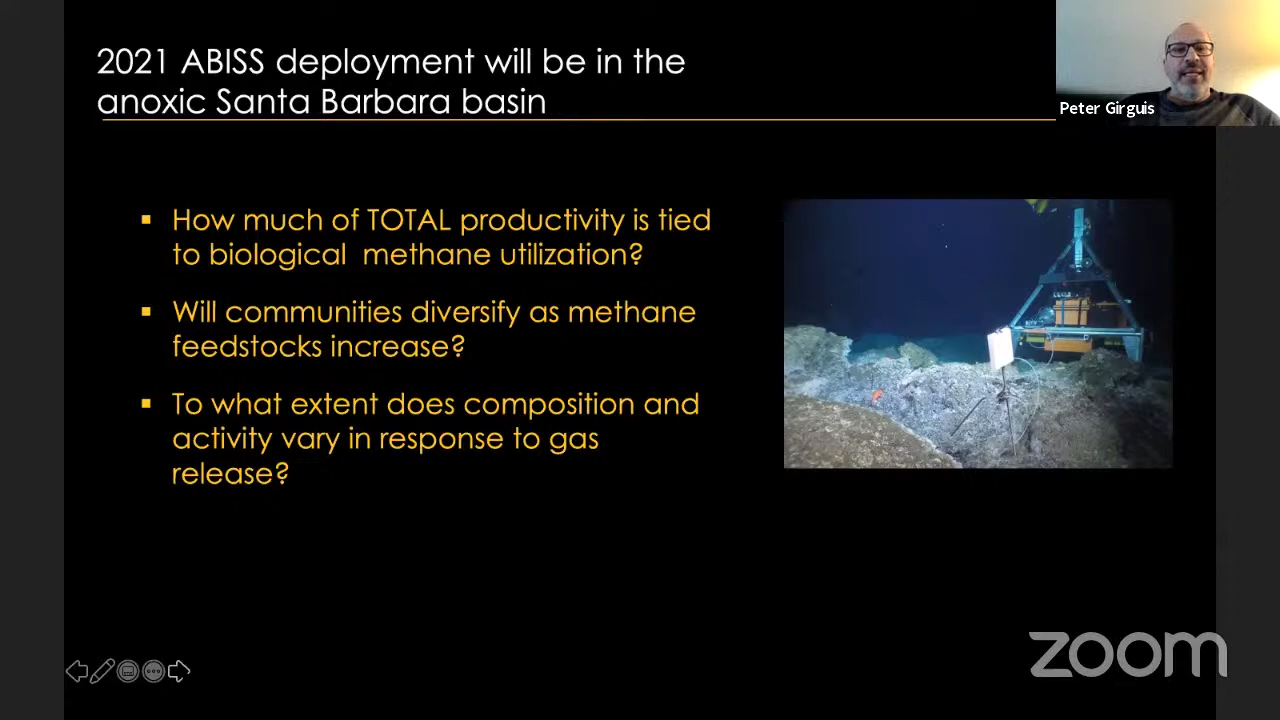 2021 ABISS deployment will be in the
anoxic Santa Barbara basin
Peter Girguis
▪ How much of TOTAL productivity is tied
to biological methane utilization?
▪ Will communities diversify as methane
feedstocks increase?
▪ To what extent does composition and
activity vary in response to gas
release?
zoom